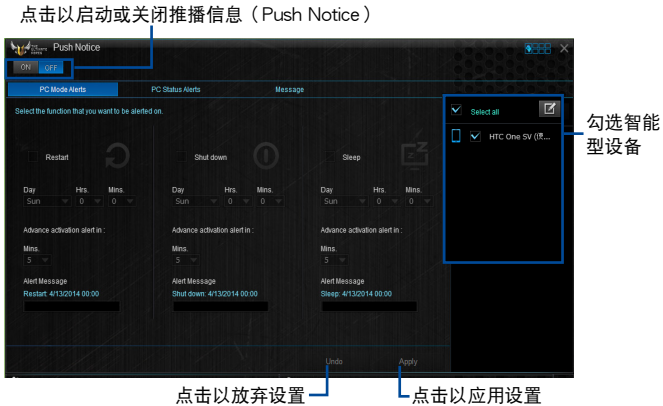 点击以启动或关闭推播信息（Push Notice）
THE ULTIMATE FORCE Push Notice
ON OFF
PC Mode Alerts PC Status Alerts Message
Select the function that you want to be alerted on.
Select all
HTC One SV (使...
勾选智能
型设备
Restart Shut down Sleep
Day Hrs. Mins. Day Hrs. Mins. Day Hrs. Mins.
Sun 0 0 Sun 0 0 Sun 0 0
Advance activation alert in : Advance activation alert in : Advance activation alert in :
Mins. Mins. Mins.
5 5 5
Alert Message Alert Message Alert Message
Restart: 4/13/2014 00:00 Shut down: 4/13/2014 00:00 Sleep: 4/13/2014 00:00
Undo Apply
点击以放弃设置 点击以应用设置